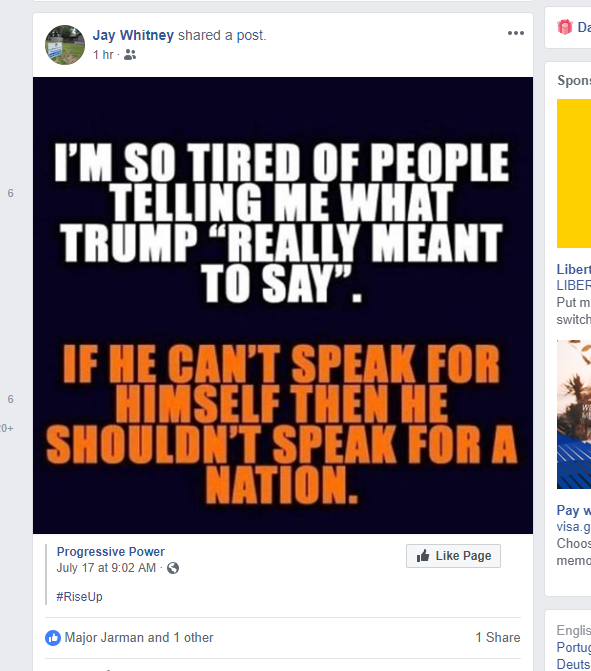 Jay Whitney shared a post.
1 hr ·
I'M SO TIRED OF PEOPLE
TELLING ME WHAT
TRUMP "REALLY MEANT
TO SAY".
IF HE CAN'T SPEAK FOR
HIMSELF THEN HE
SHOULDN'T SPEAK FOR A
NATION.
Progressive Power
July 17 at 9:02 AM ·
#RiseUp
Like Page
Major Jarman and 1 other
1 Share
6
6
20+
Da
Spons
Libert
LIBER
Put m
switch
Pay w
visa.g
Choos
memo
Englis
Portug
Deuts